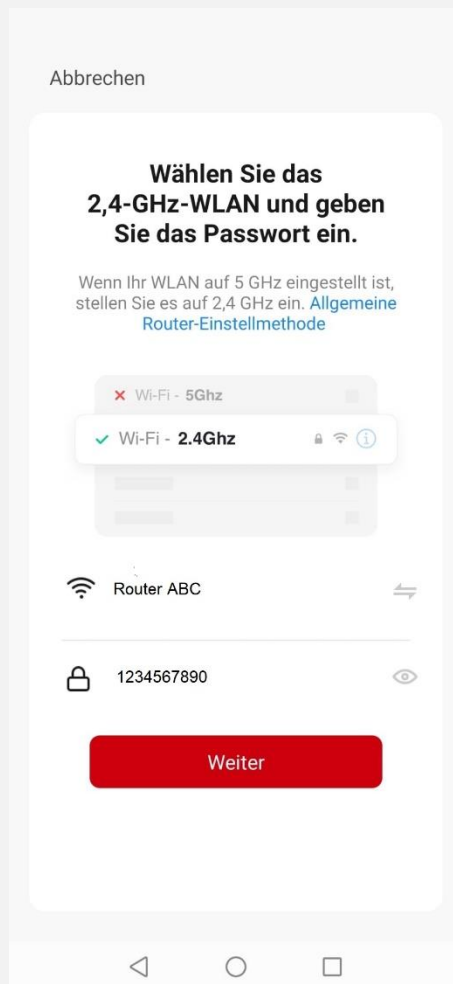 Abbrechen
Wählen Sie das
2,4-GHz-WLAN und geben
Sie das Passwort ein.
Wenn Ihr WLAN auf 5 GHz eingestellt ist,
stellen Sie es auf 2,4 GHz ein. Allgemeine
Router-Einstellmethode
Wi-Fi - 5Ghz
Wi-Fi - 2.4Ghz
Router ABC
1234567890
Weiter